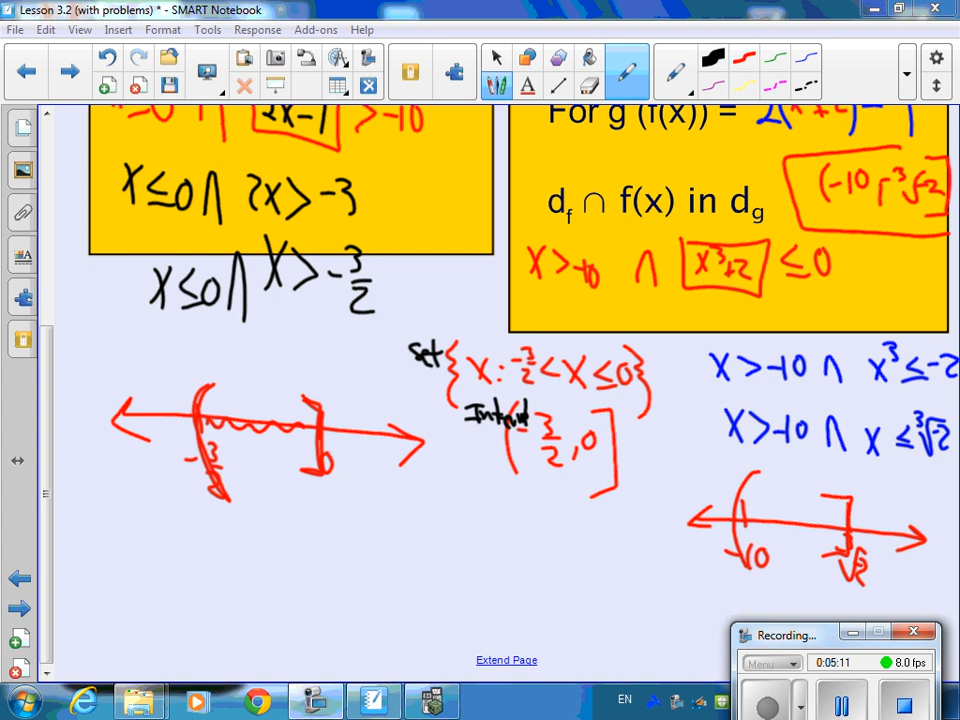 Lesson 3.2 (with problems) * - SMART Notebook
File Edit View Insert Format Tools Response Add-ons Help
2x-1 > -10
x ≤ 0 ∩ 2x > -3
x ≤ 0 ∩ x > -3/2
For g (f(x)) =
d_f ∩ f(x) in d_g
(-10, ∛-2]
x > -10 ∩ x³+2 ≤ 0
set { x : -3/2 < x ≤ 0 }
Interval (-3/2, 0]
x > -10 ∩ x³ ≤ -2
x > -10 ∩ x ≤ ∛-2
-3/2 0
-10 ∛-2
Extend Page
Recording...
Menu 0:05:11 8.0 fps
EN